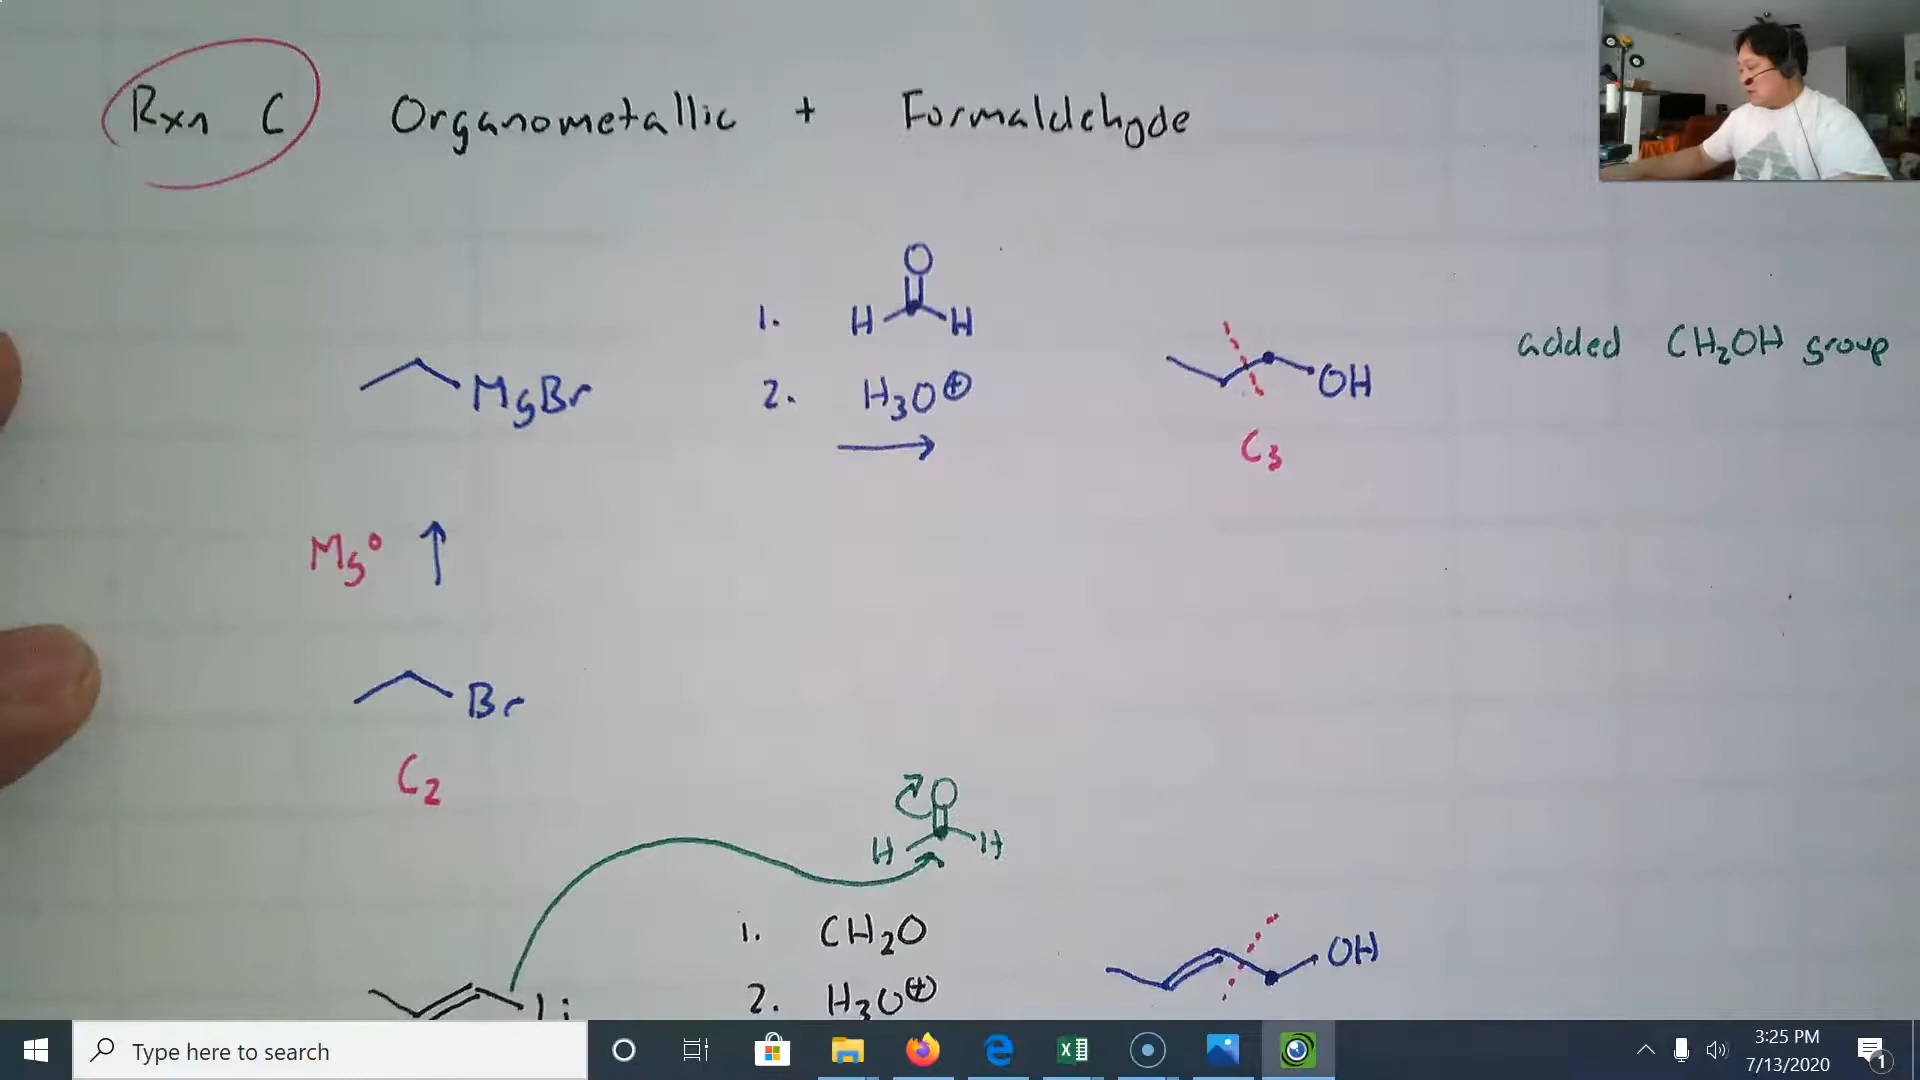 Rxn C Organometallic + Formaldehyde
O
1. H H
MgBr
2. H3O⊕
OH
added CH2OH group
C3
Mg°
Br
C2
O
H H
1. CH2O
2. H3O⊕
Li
OH
Type here to search
3:25 PM
7/13/2020
1